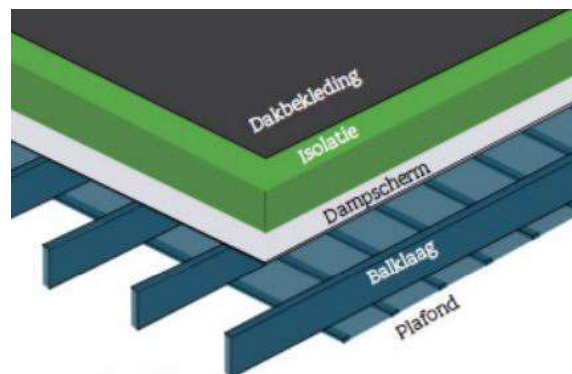 Dakbekleding
Isolatie
Dampscherm
Balklaag
Plafond